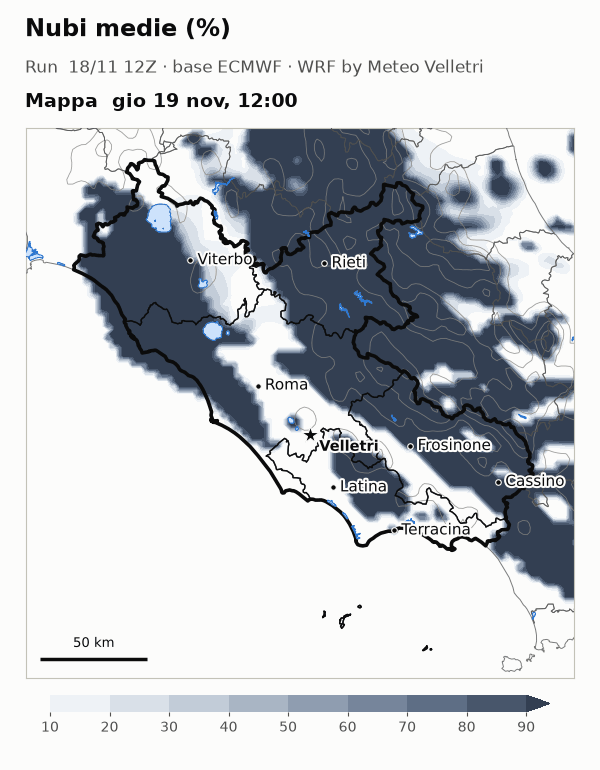 Nubi medie (%)
Run  18/11 12Z · base ECMWF · WRF by Meteo Velletri
Mappa  gio 19 nov, 12:00
Viterbo
Rieti
Roma
Velletri
Frosinone
Latina
Cassino
Terracina
50 km
10 20 30 40 50 60 70 80 90